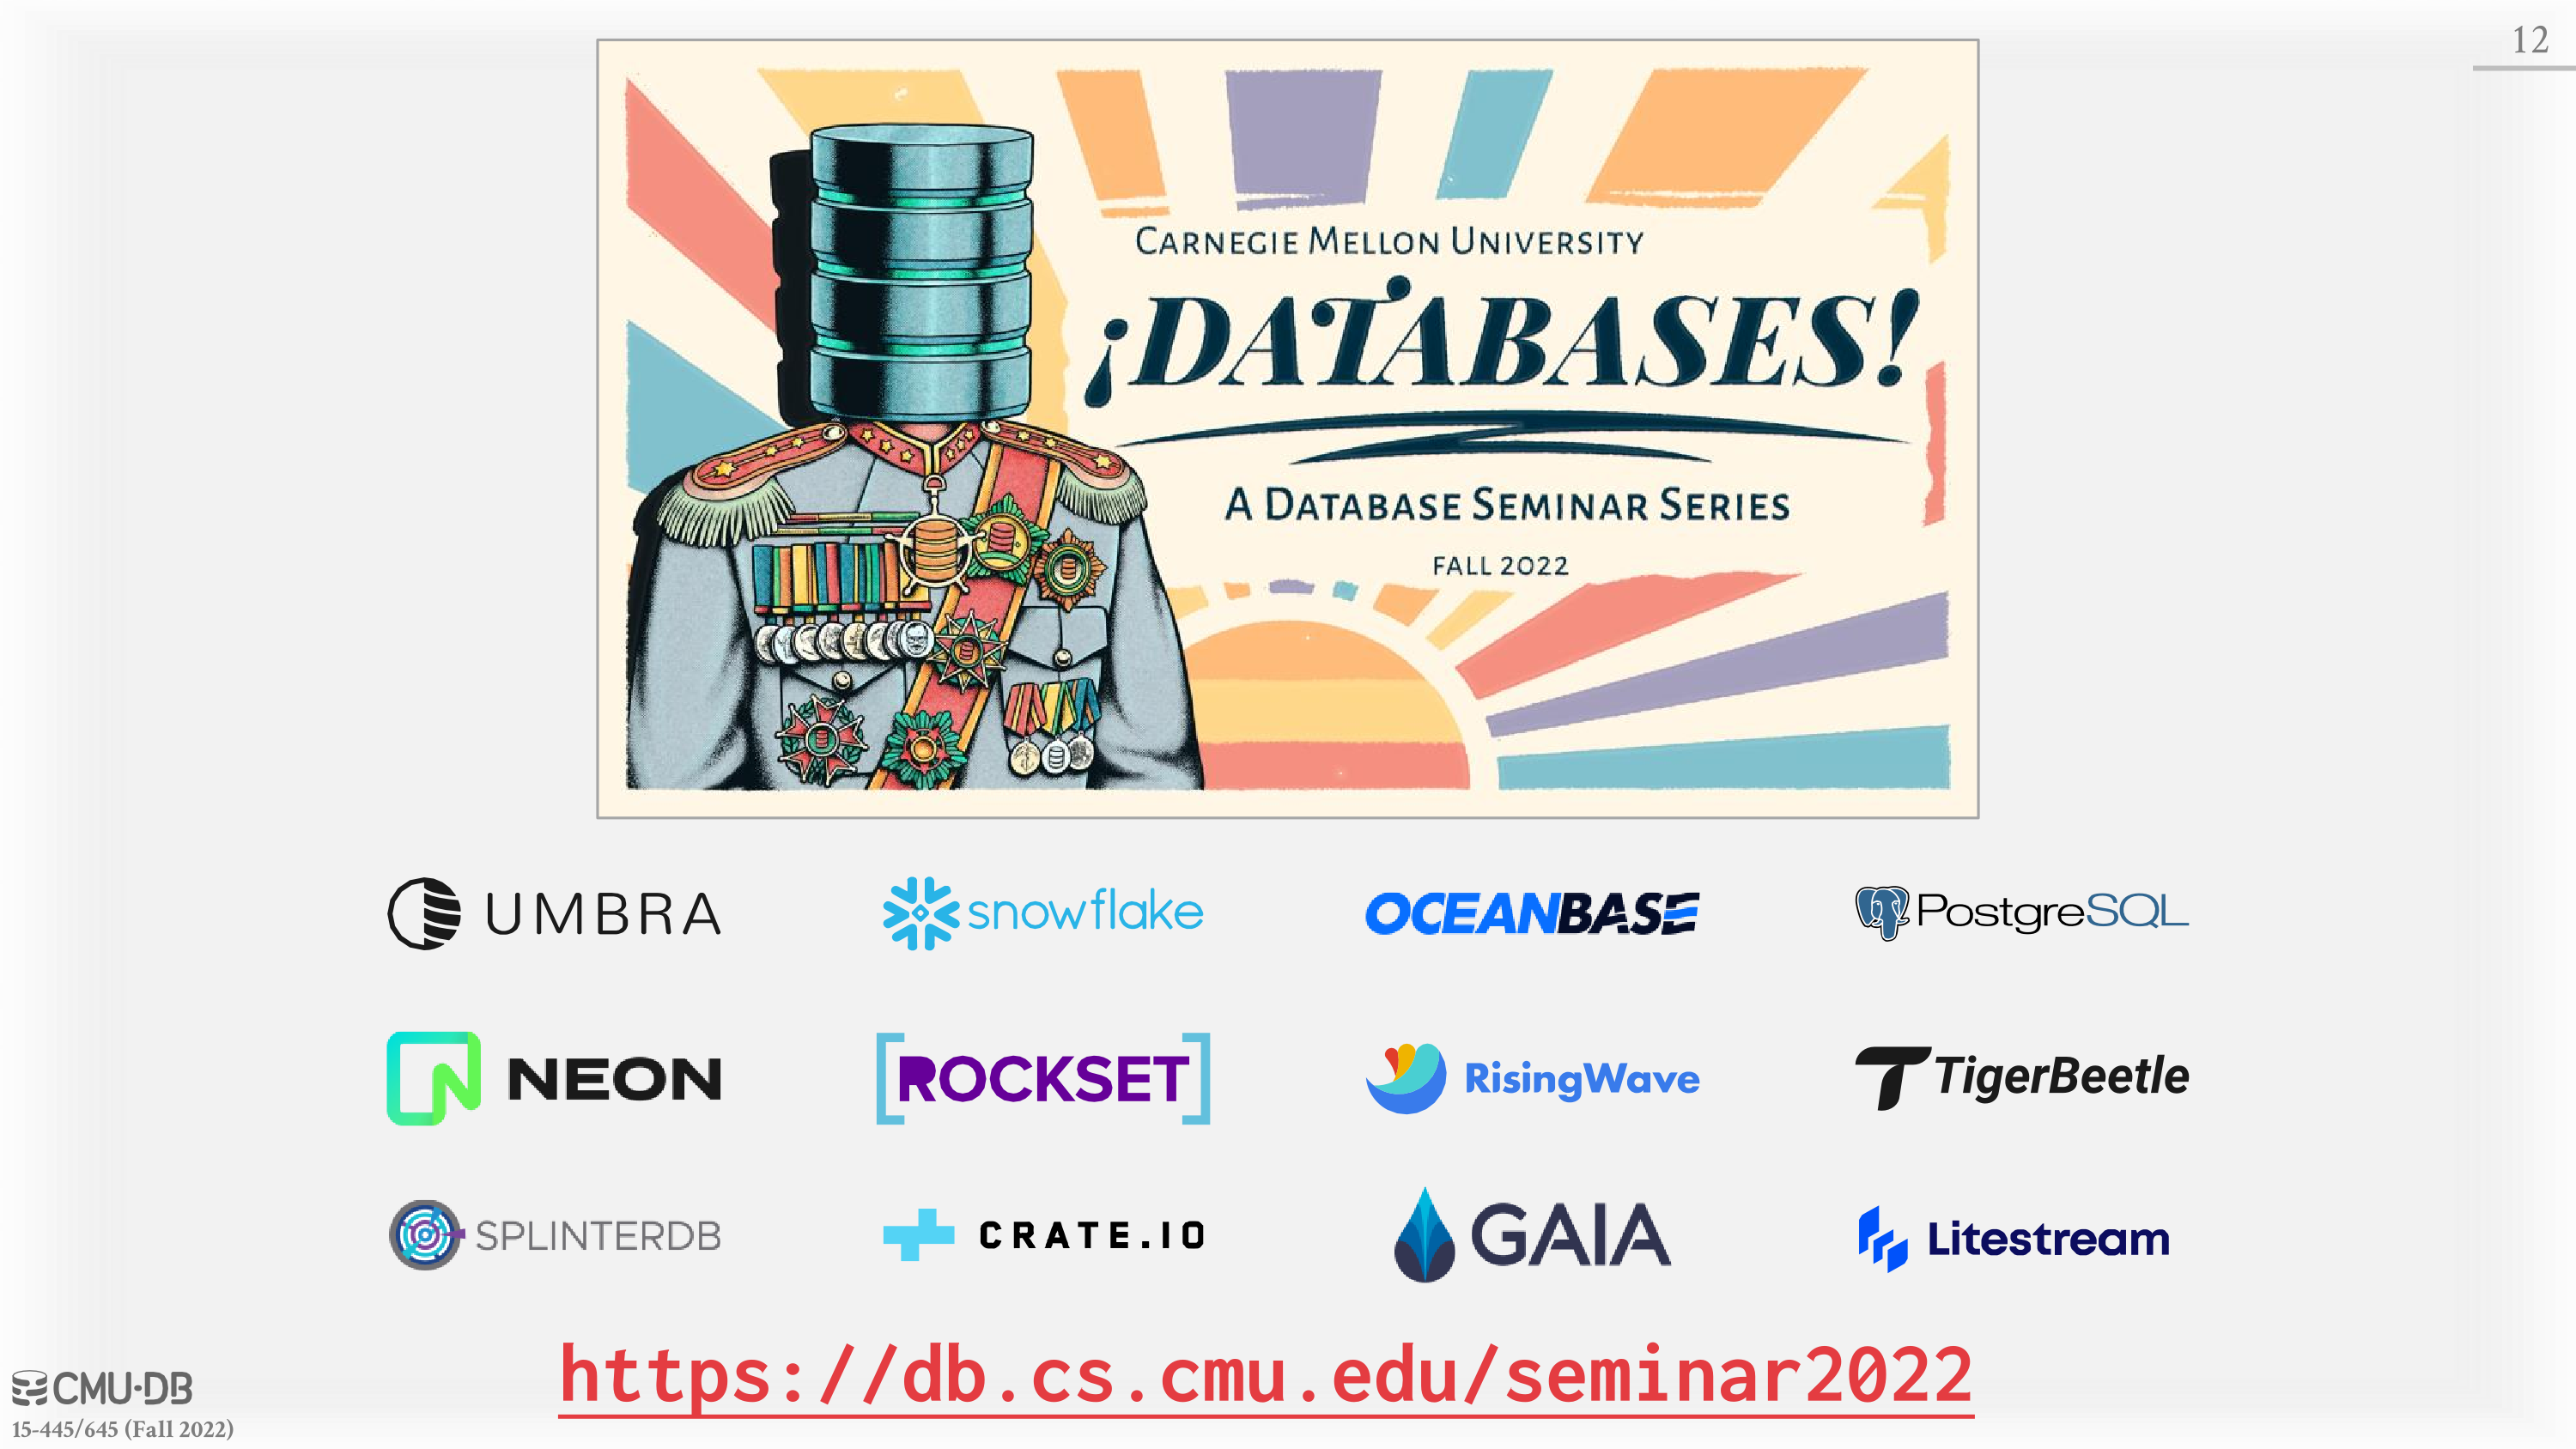 12
CARNEGIE MELLON UNIVERSITY
¡DATABASES!
A DATABASE SEMINAR SERIES
FALL 2022
UMBRA
snowflake
OCEANBASE
PostgreSQL
NEON
[ROCKSET]
RisingWave
TigerBeetle
SPLINTERDB
CRATE.IO
GAIA
Litestream
https://db.cs.cmu.edu/seminar2022
CMU·DB
15-445/645 (Fall 2022)